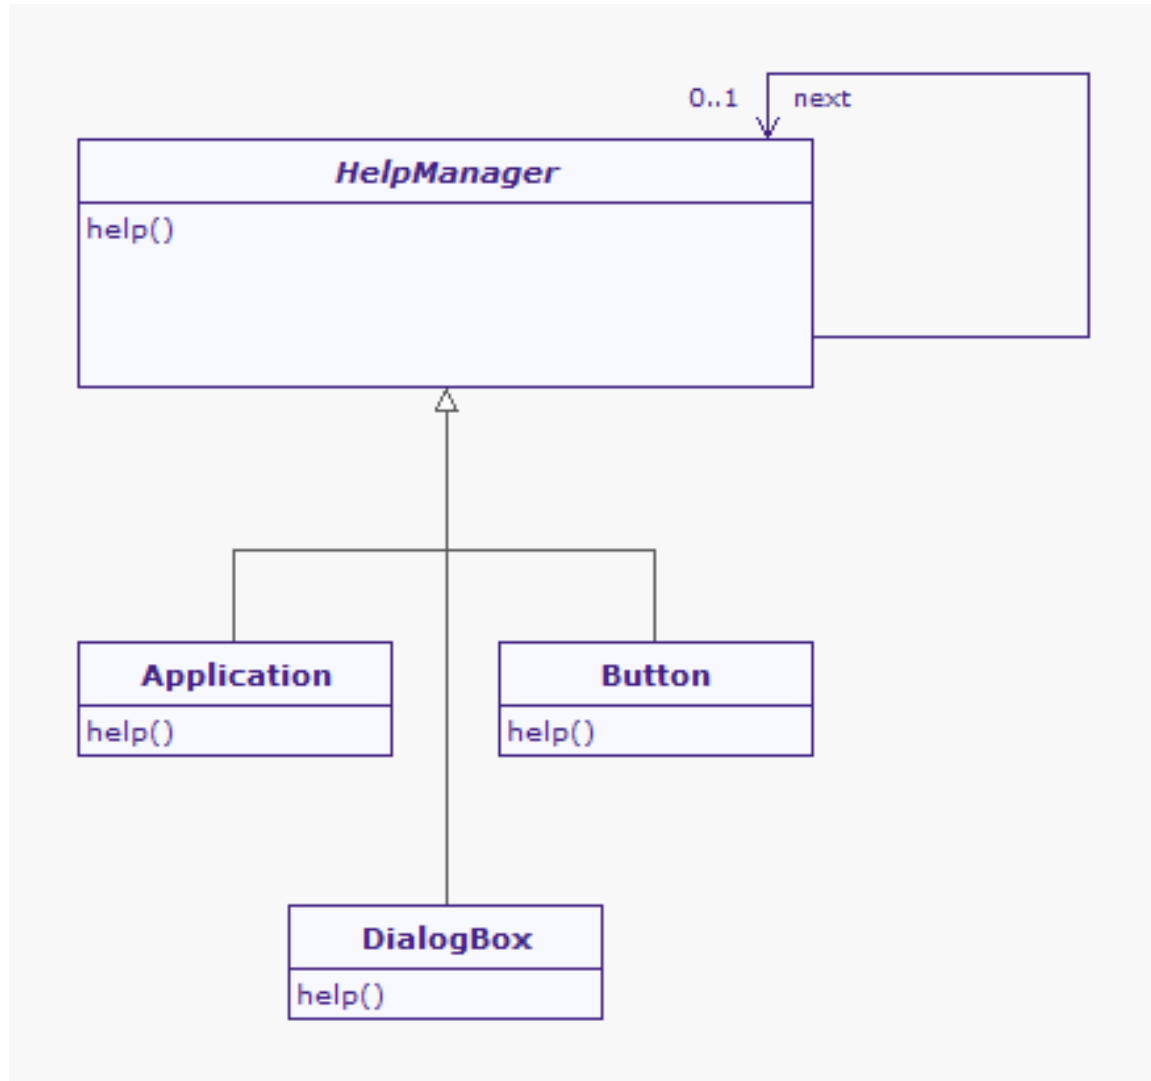 0..1 next
HelpManager
help()
Application
help()
Button
help()
DialogBox
help()